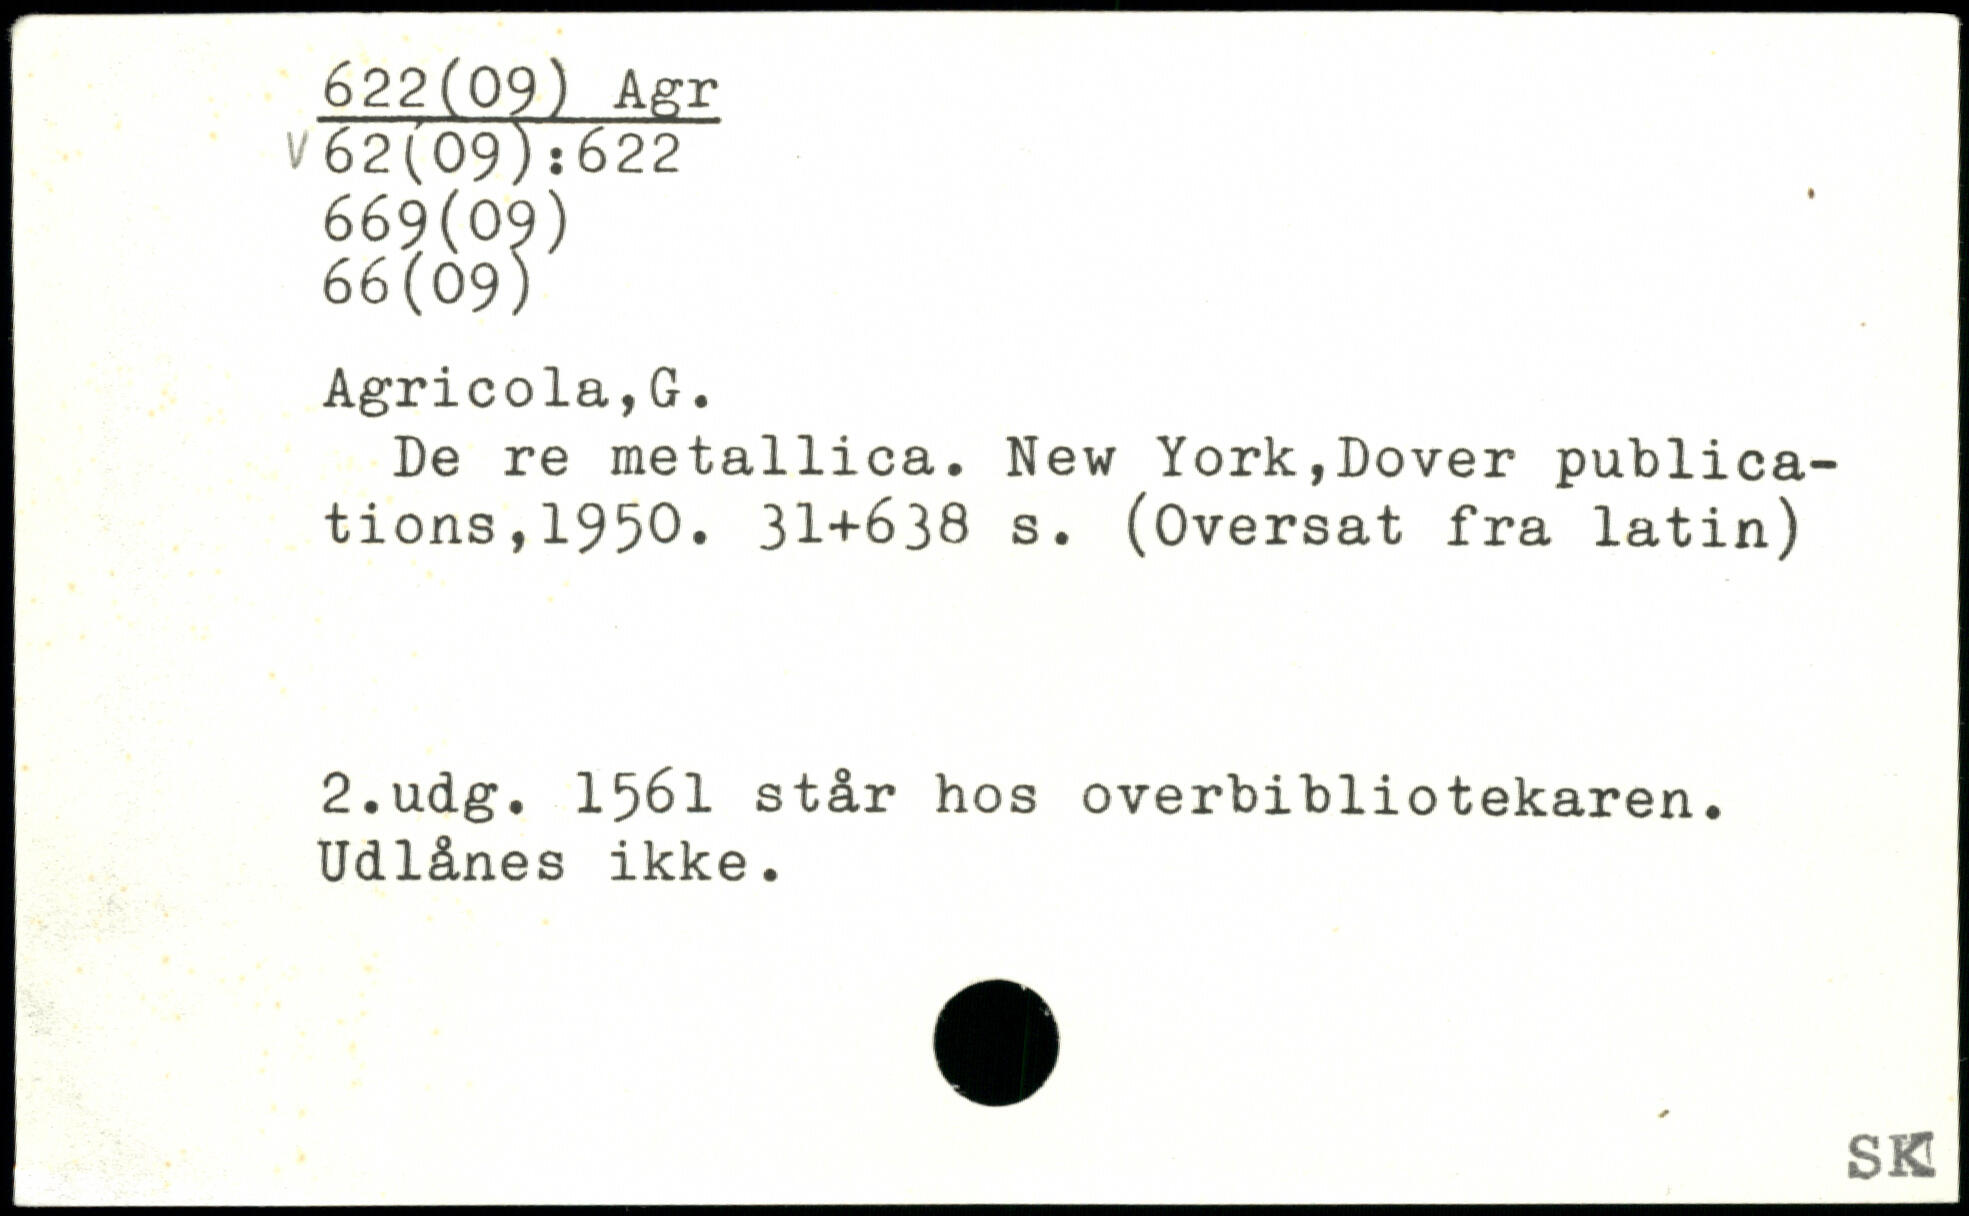 622(09) Agr
V 62(09):622
669(09)
66(09)
Agricola,G.
De re metallica. New York,Dover publica-
tions,1950. 31+638 s. (Oversat fra latin)
2.udg. 1561 står hos overbibliotekaren.
Udlånes ikke.
SK